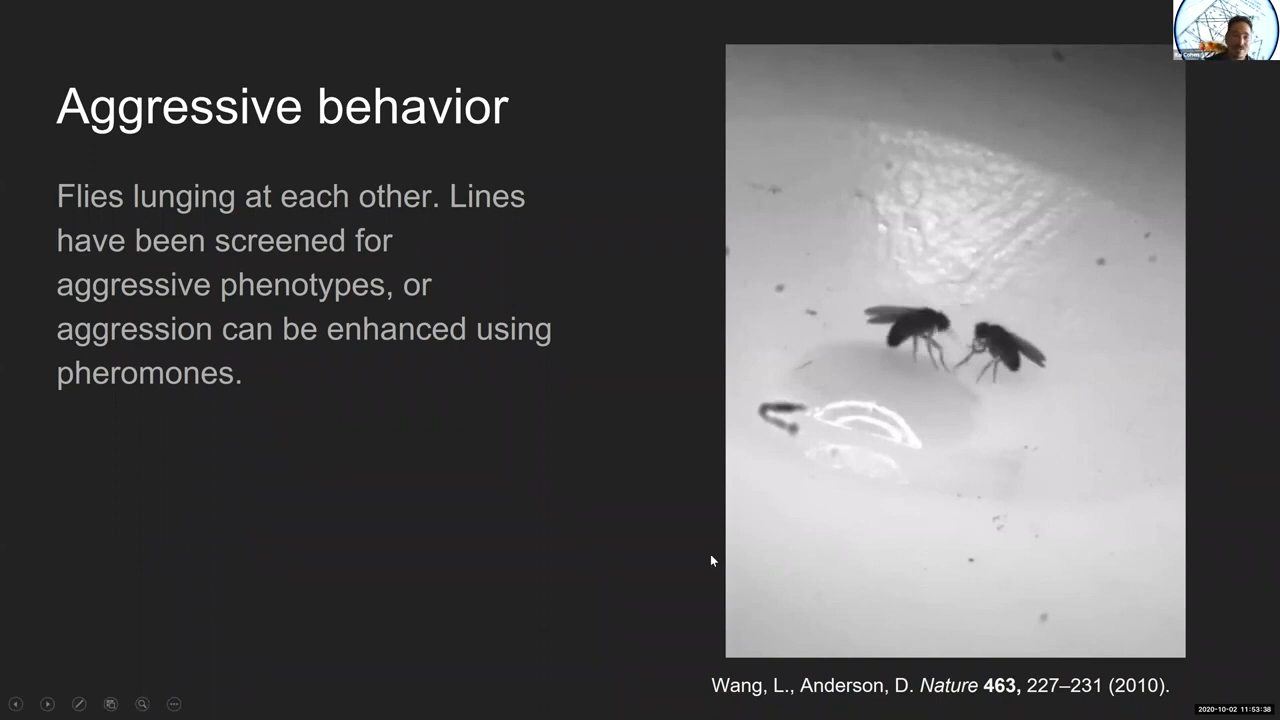 Aggressive behavior
Flies lunging at each other. Lines
have been screened for
aggressive phenotypes, or
aggression can be enhanced using
pheromones.
Wang, L., Anderson, D. Nature 463, 227–231 (2010).
2020-10-02 11:53:38